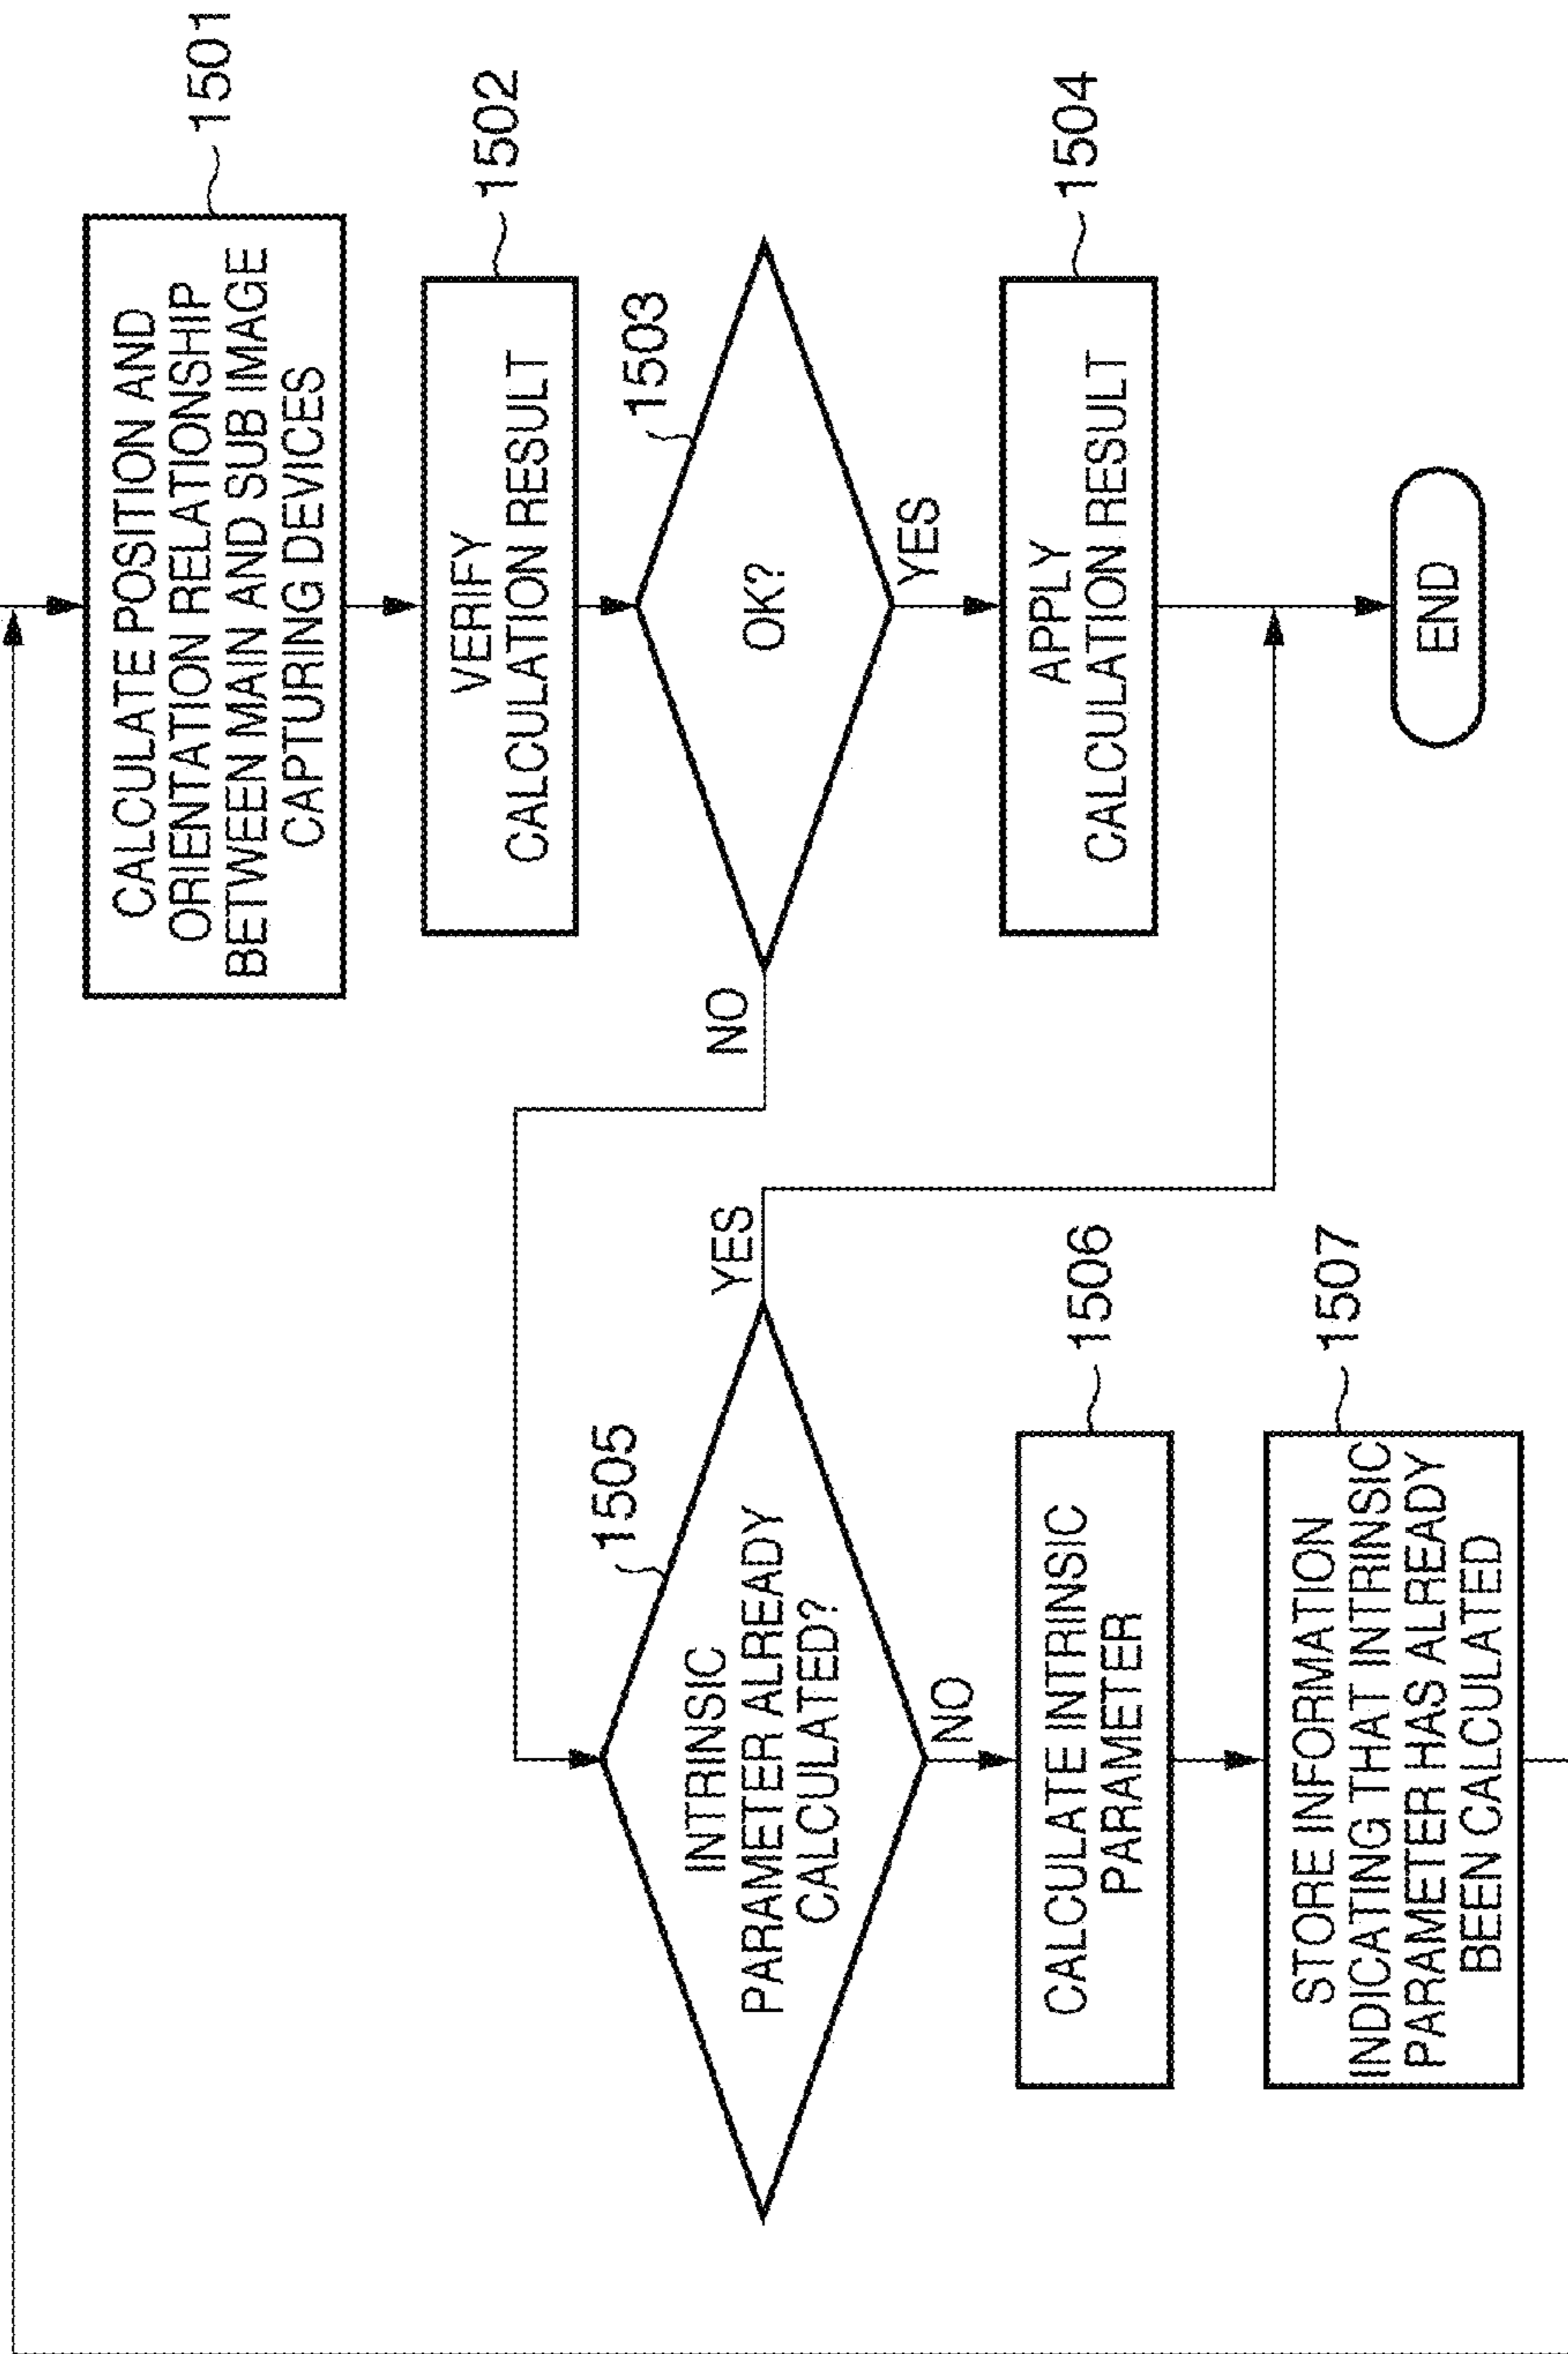 CALCULATE POSITION AND
ORIENTATION RELATIONSHIP
BETWEEN MAIN AND SUB IMAGE
CAPTURING DEVICES
1501
VERIFY
CALCULATION RESULT
1502
OK?
1503
NO
YES
APPLY
CALCULATION RESULT
1504
END
INTRINSIC
PARAMETER ALREADY
CALCULATED?
1505
YES
NO
CALCULATE INTRINSIC
PARAMETER
1506
STORE INFORMATION
INDICATING THAT INTRINSIC
PARAMETER HAS ALREADY
BEEN CALCULATED
1507